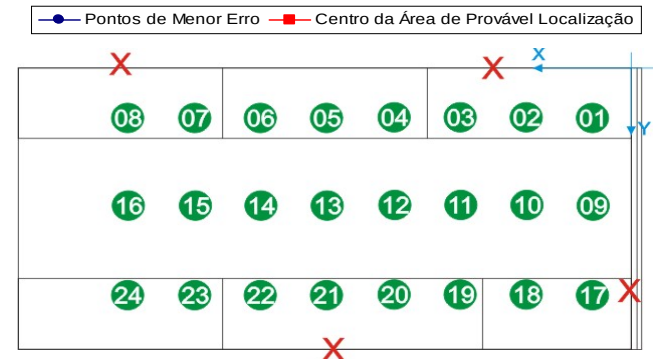 Pontos de Menor Erro Centro da Área de Provável Localização
X
X X
08 07 06 05 04 03 02 01
Y
16 15 14 13 12 11 10 09
24 23 22 21 20 19 18 17 X
X